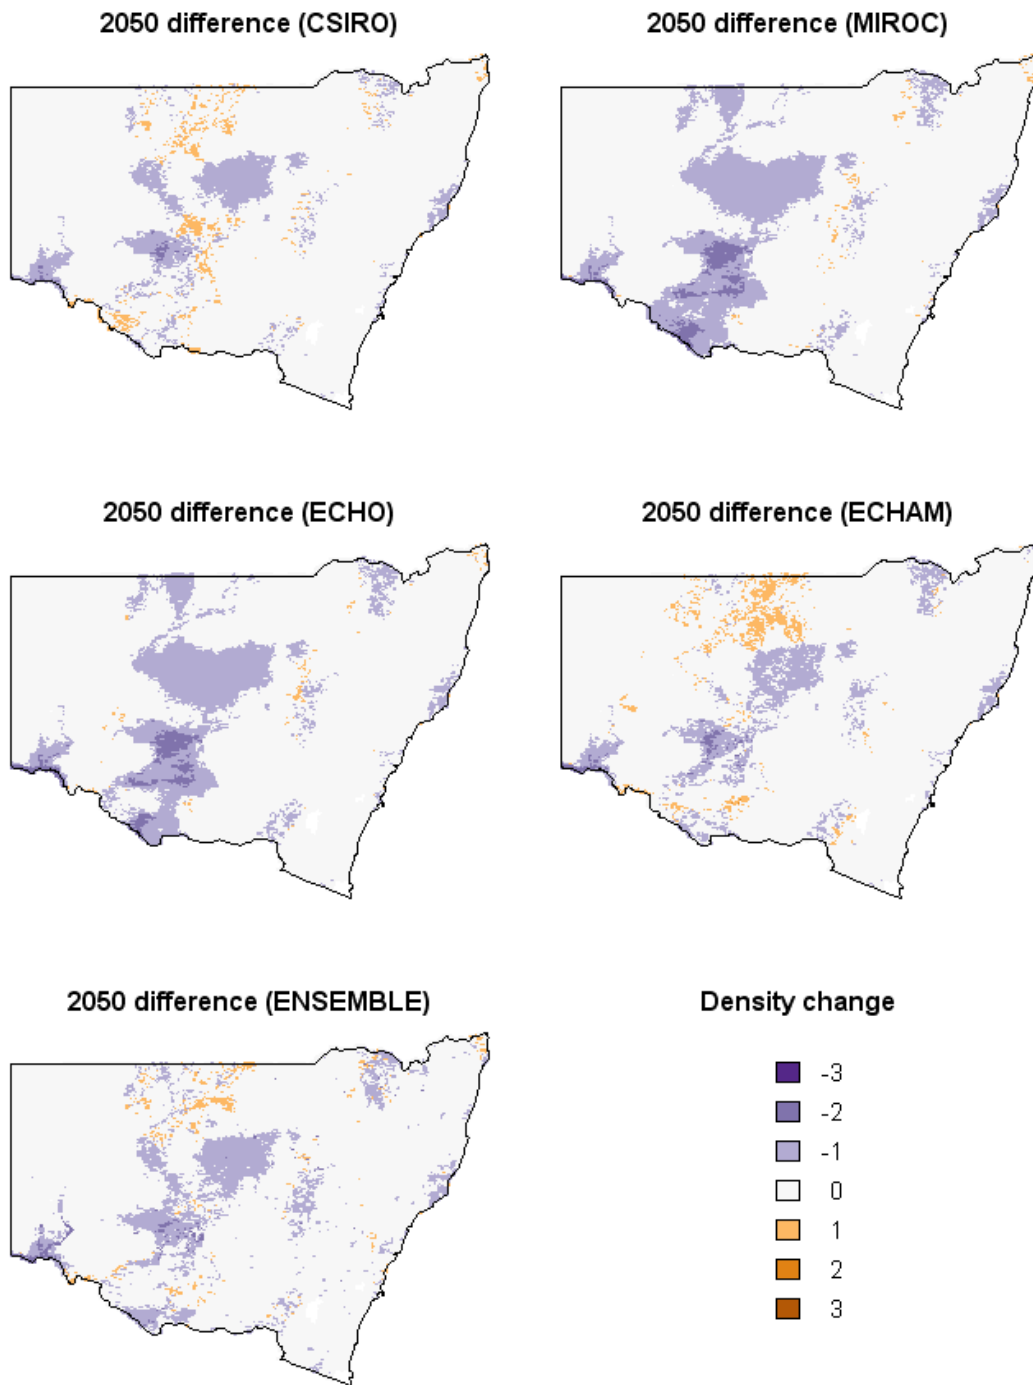 2050 difference (CSIRO)
2050 difference (MIROC)
2050 difference (ECHO)
2050 difference (ECHAM)
2050 difference (ENSEMBLE)
Density change
-3
-2
-1
0
1
2
3